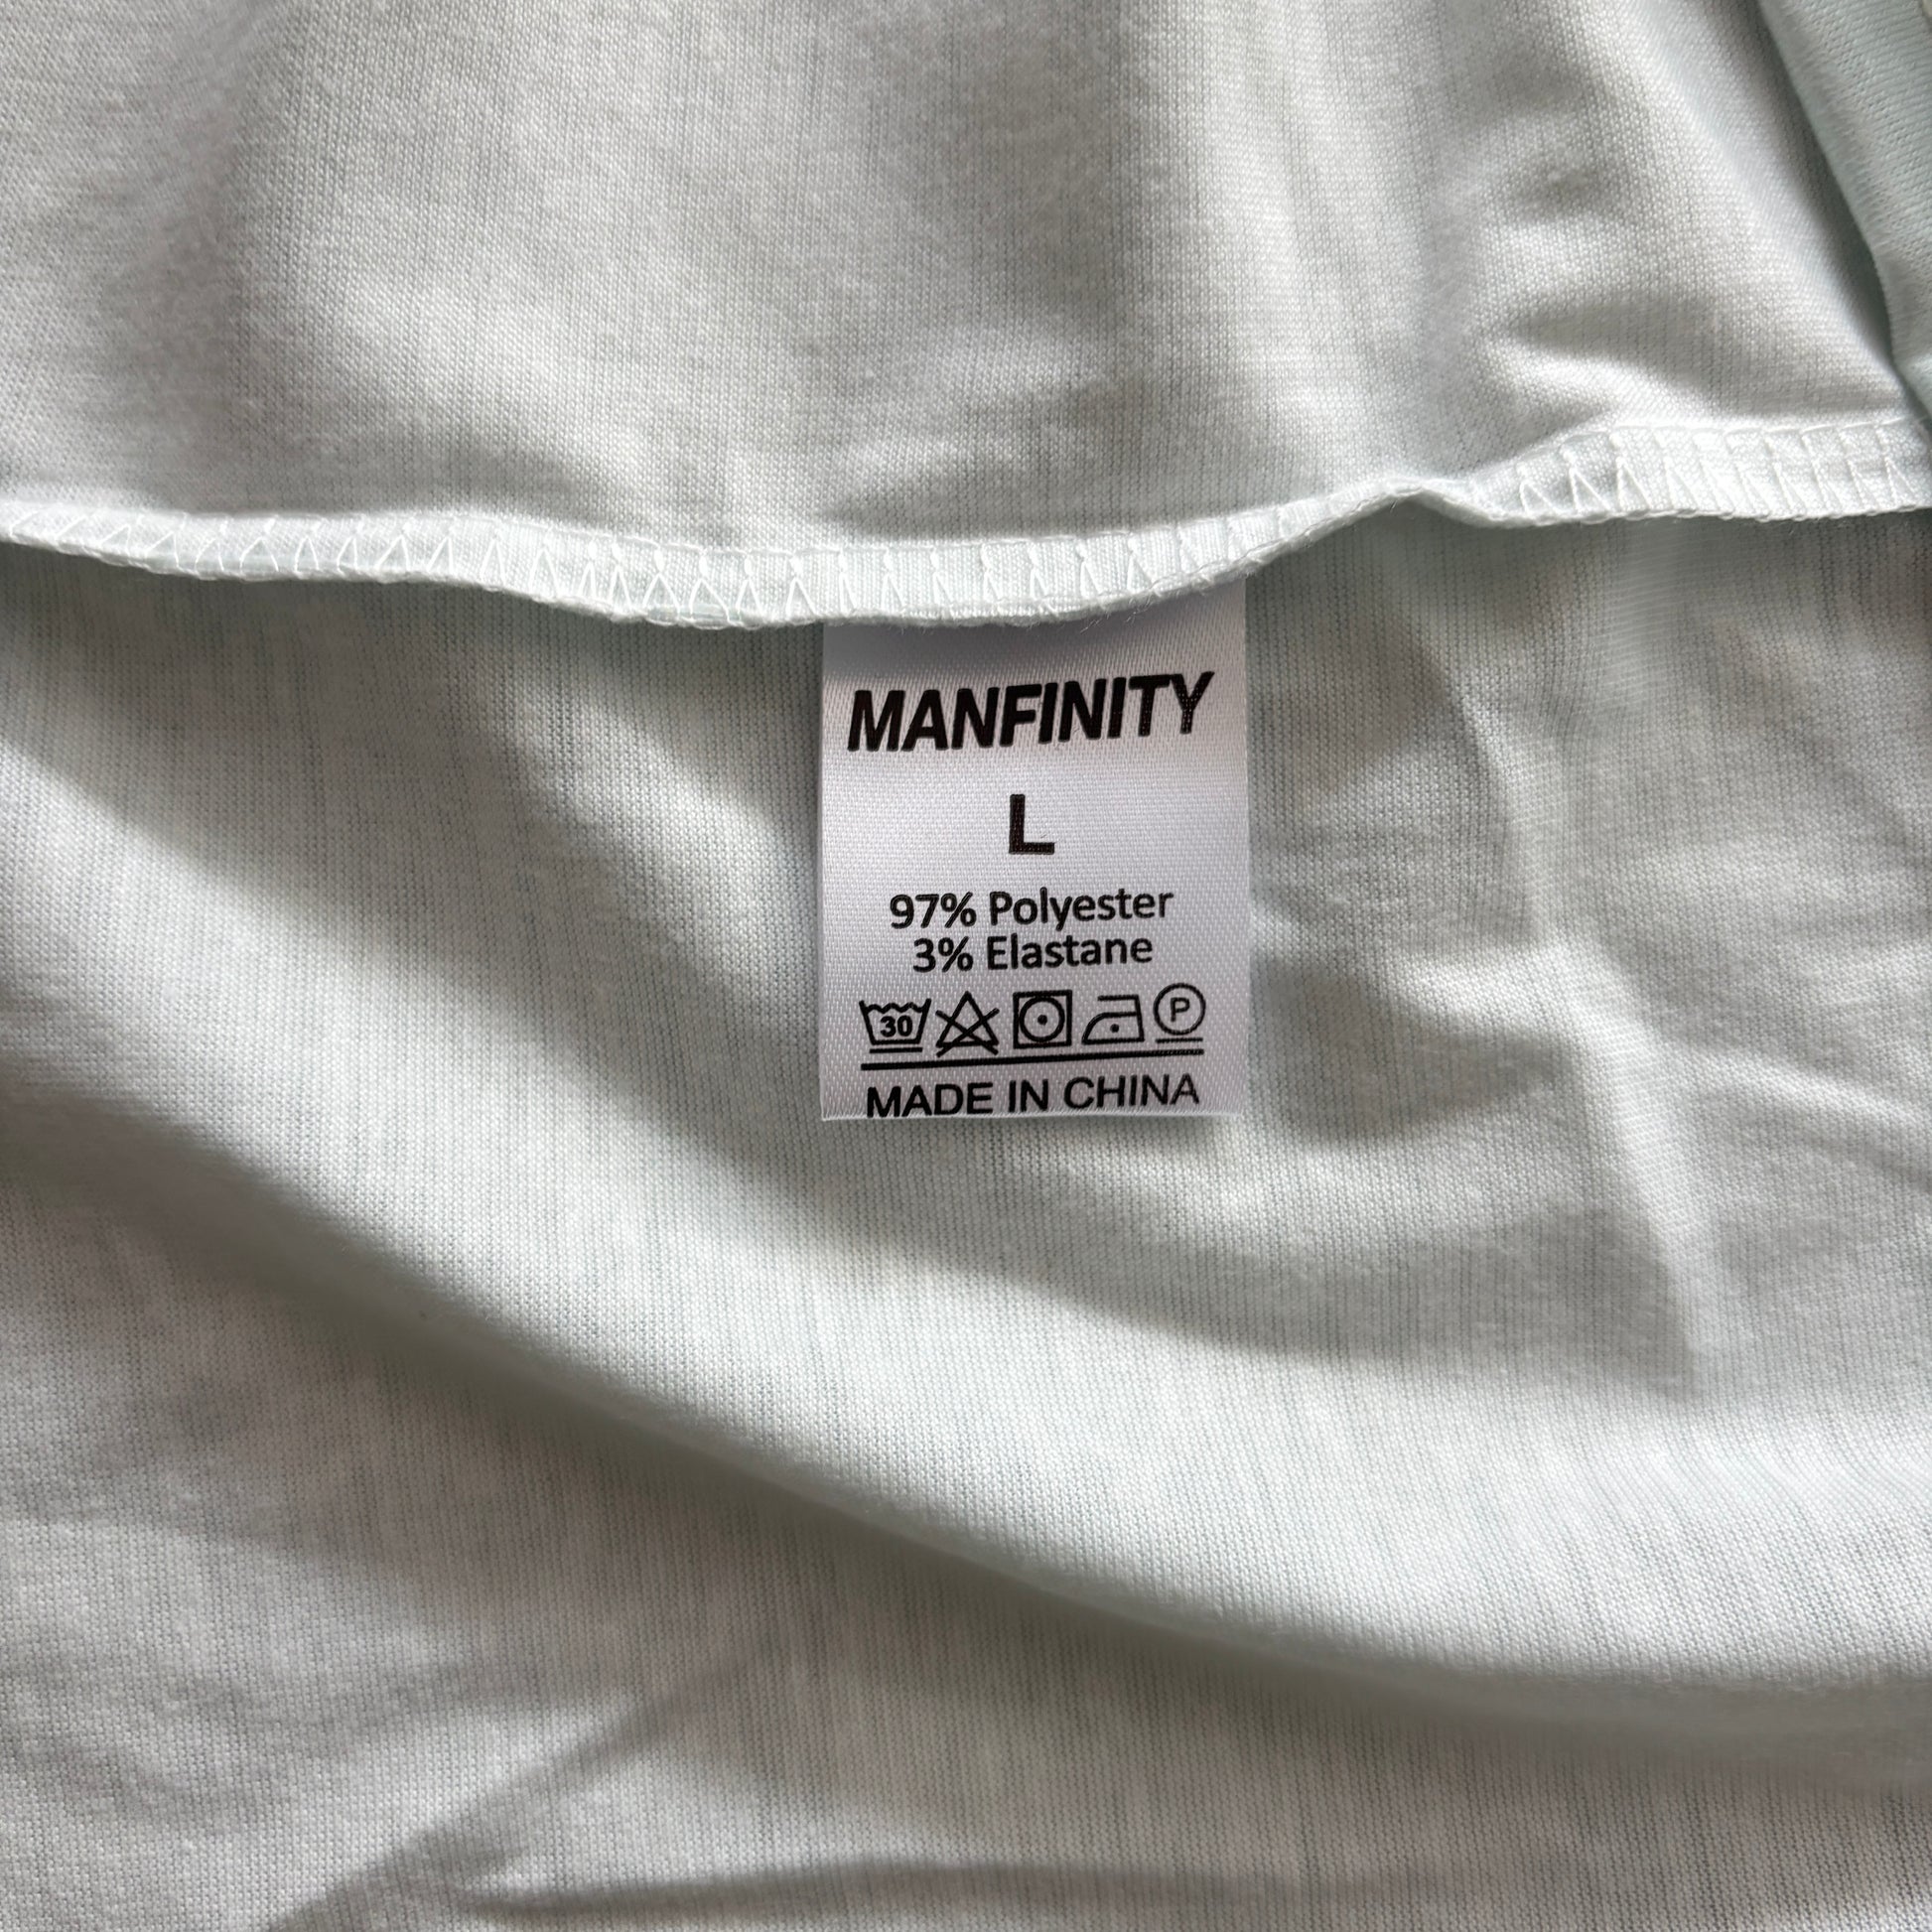 MANFINITY
L
97% Polyester
3% Elastane
30 P
MADE IN CHINA